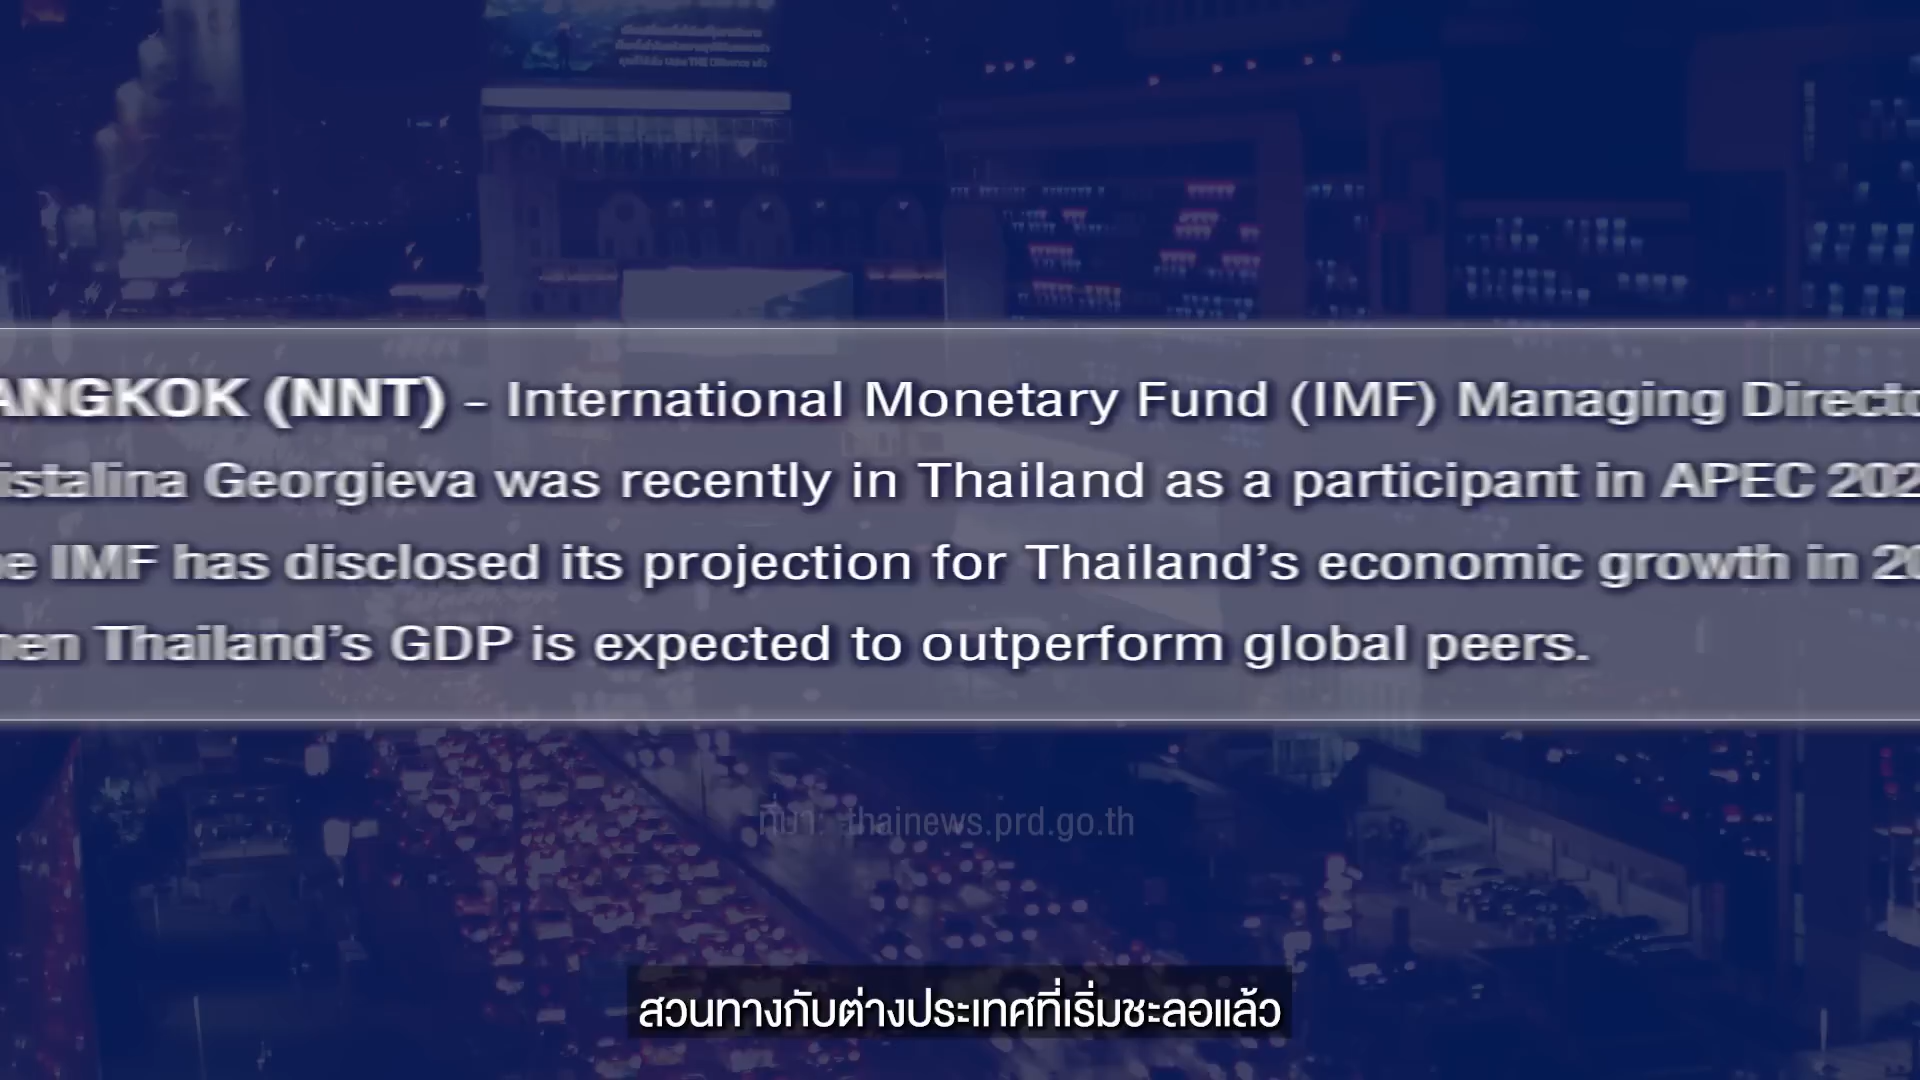 ANGKOK (NNT) – International Monetary Fund (IMF) Managing Directo
istalina Georgieva was recently in Thailand as a participant in APEC 202
e IMF has disclosed its projection for Thailand’s economic growth in 20
hen Thailand’s GDP is expected to outperform global peers.
ที่มา: thainews.prd.go.th
สวนทางกับต่างประเทศที่เริ่มชะลอแล้ว